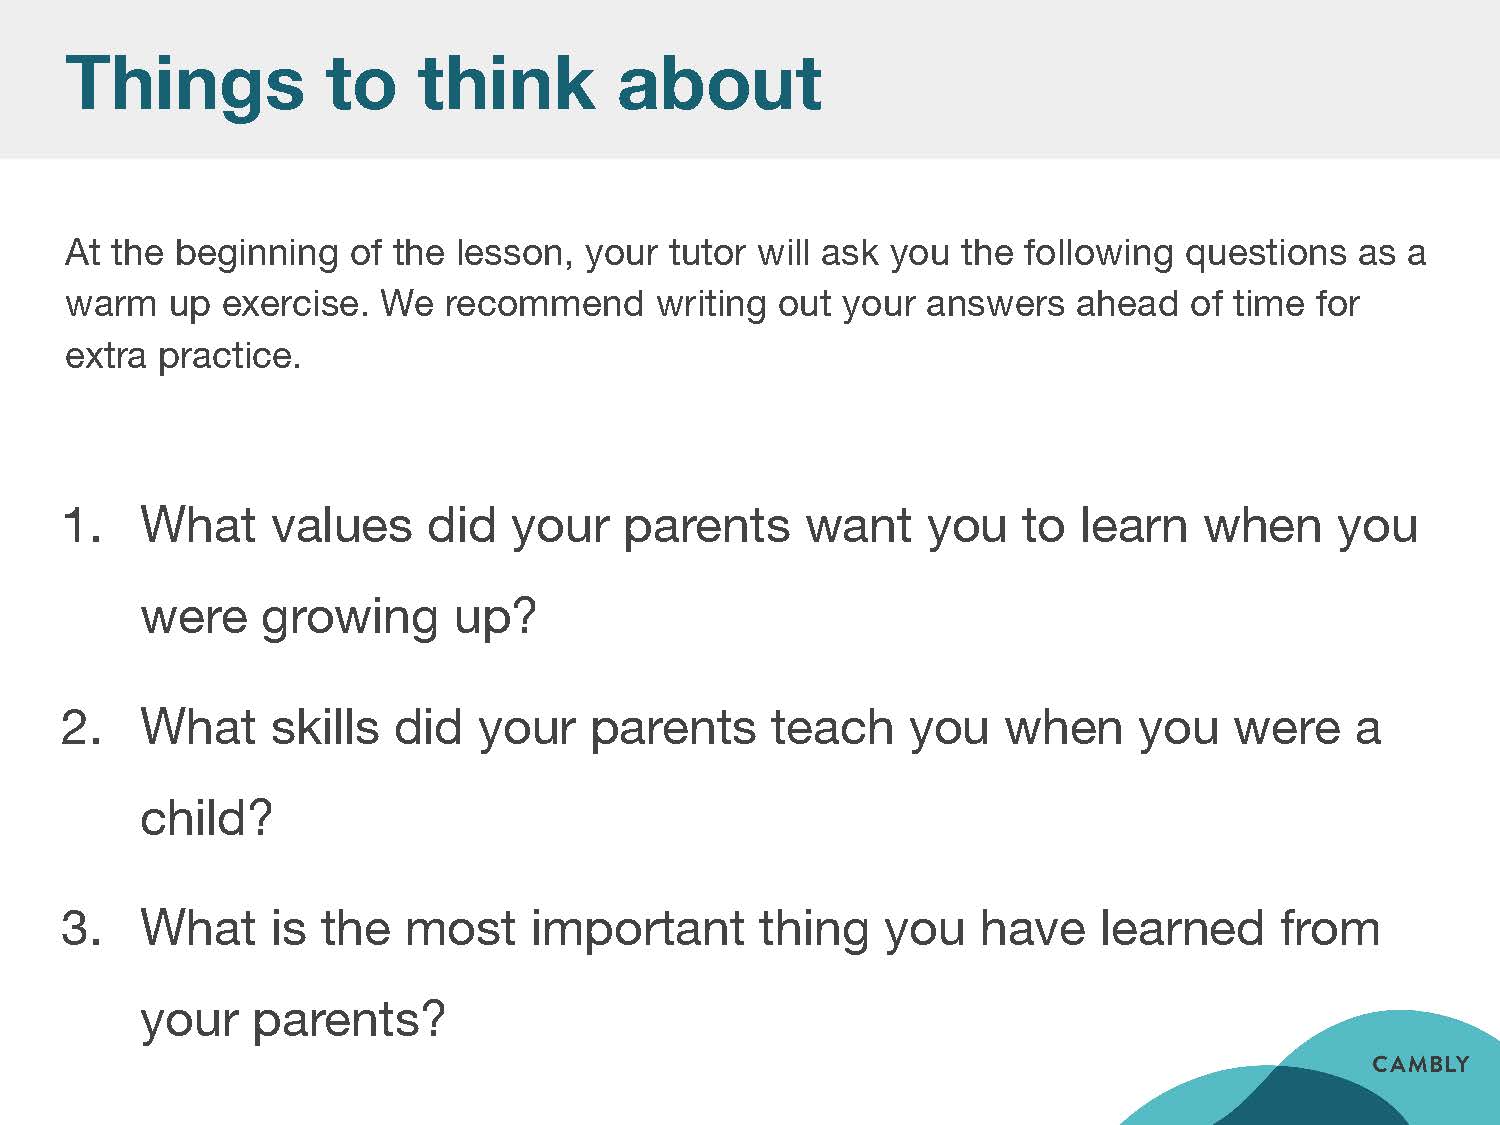 Things to think about
At the beginning of the lesson, your tutor will ask you the following questions as a
warm up exercise. We recommend writing out your answers ahead of time for
extra practice.
1. What values did your parents want you to learn when you
were growing up?
2. What skills did your parents teach you when you were a
child?
3. What is the most important thing you have learned from
your parents?
CAMBLY